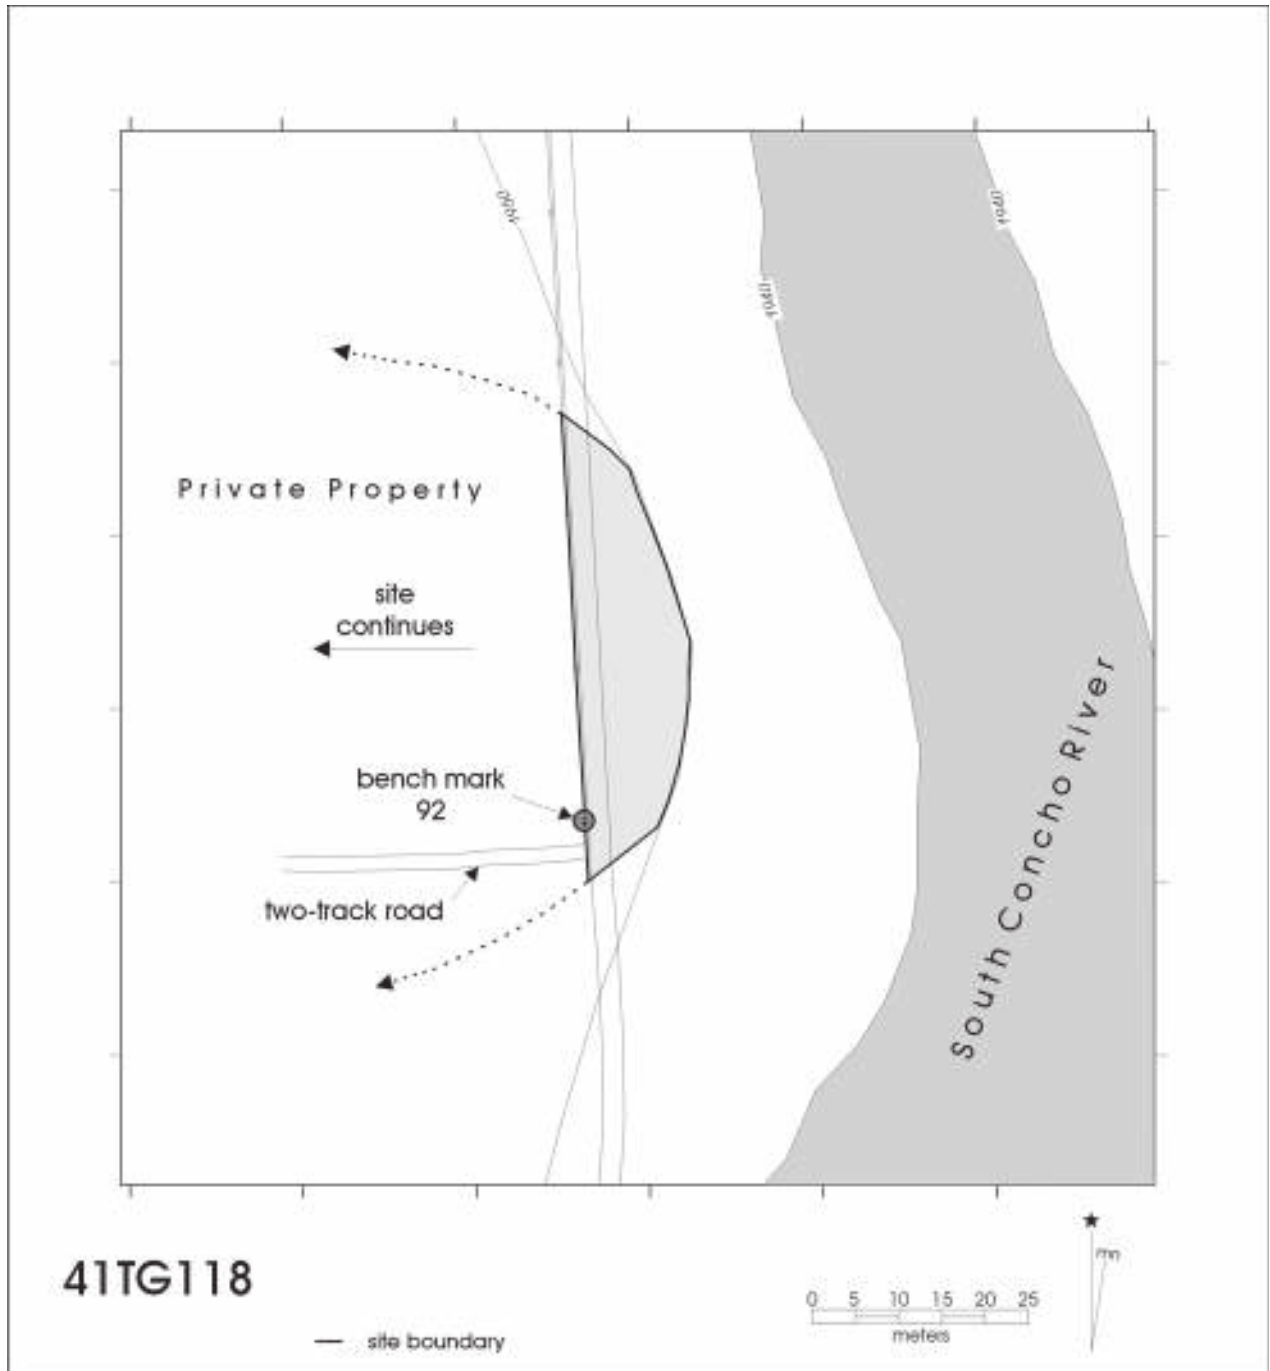 1940
1940
Private Property
site
continues
bench mark
92
two-track road
South Concho River
41TG118
mn
0 5 10 15 20 25
meters
site boundary